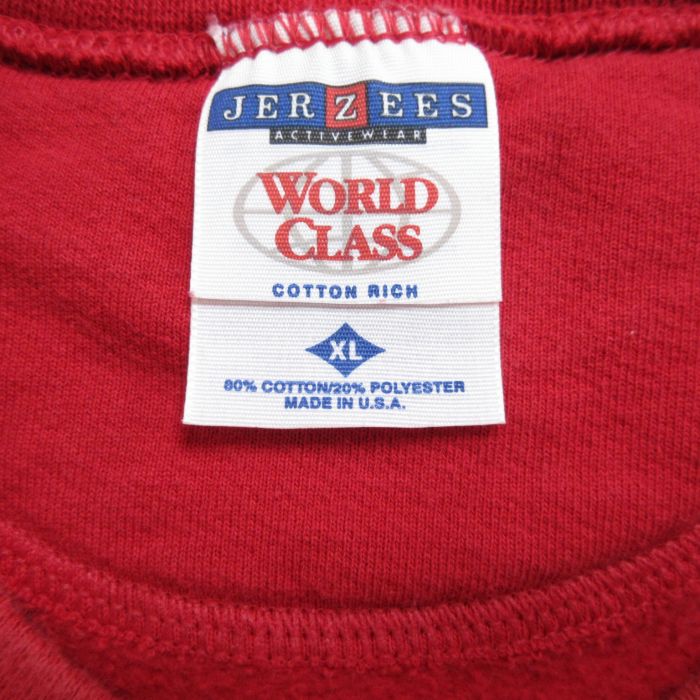 JERZEES
ACTIVEWEAR
WORLD
CLASS
COTTON RICH
XL
80% COTTON/20% POLYESTER
MADE IN U.S.A.